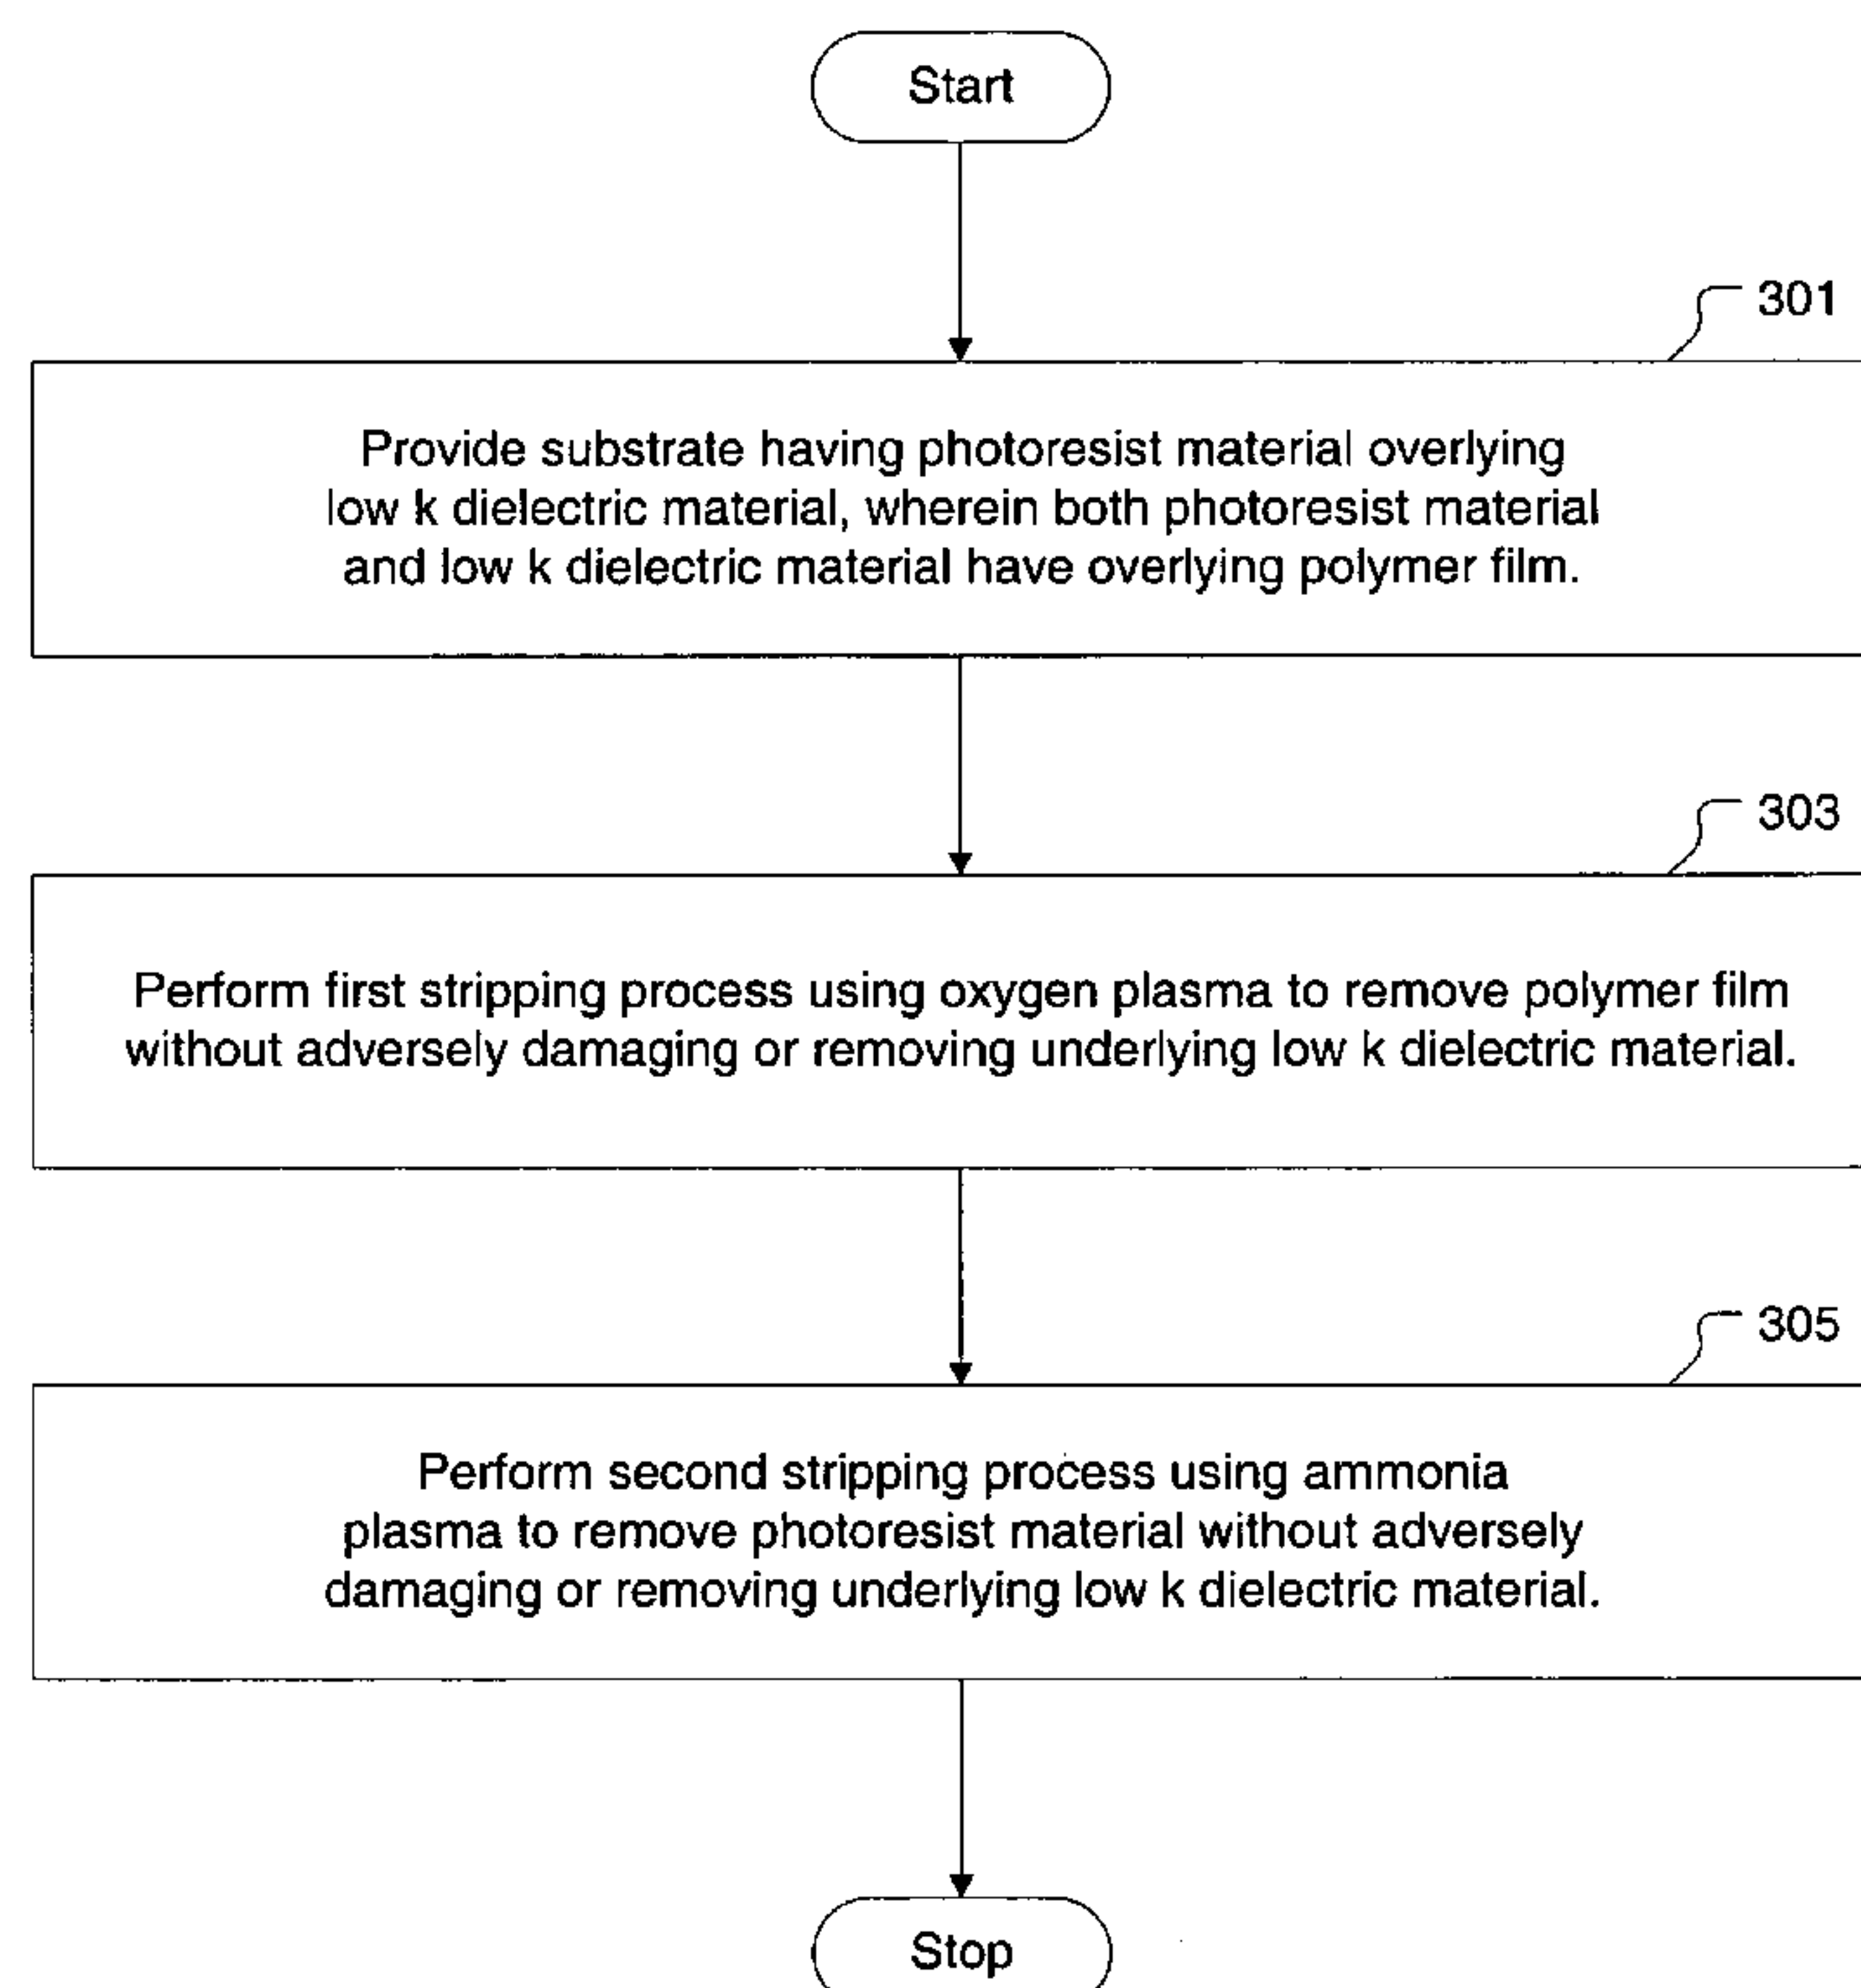 Start
301
Provide substrate having photoresist material overlying
low k dielectric material, wherein both photoresist material
and low k dielectric material have overlying polymer film.
303
Perform first stripping process using oxygen plasma to remove polymer film
without adversely damaging or removing underlying low k dielectric material.
305
Perform second stripping process using ammonia
plasma to remove photoresist material without adversely
damaging or removing underlying low k dielectric material.
Stop